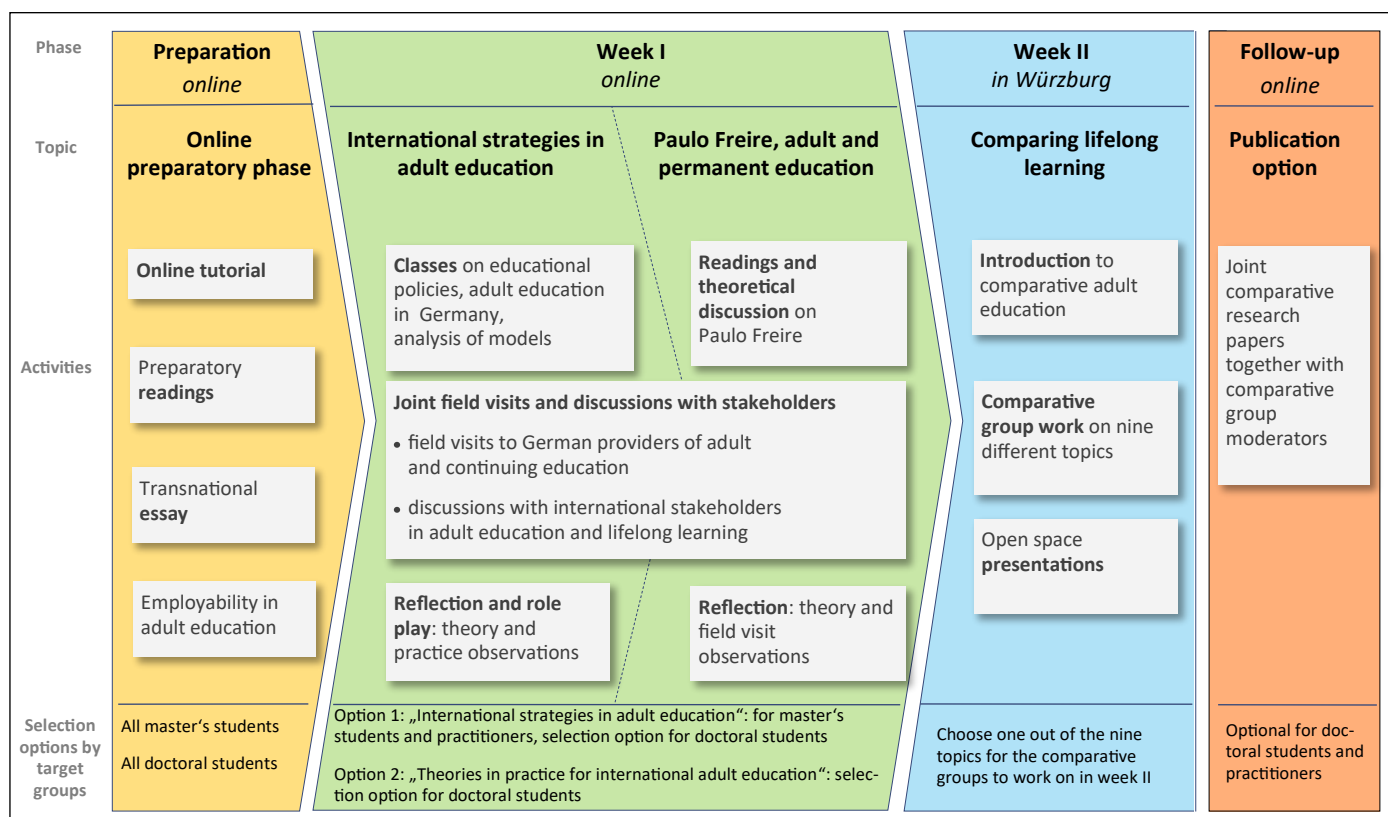 Phase
Preparation
online
Week I
online
Week II
in Würzburg
Follow-up
online
Topic
Online
preparatory phase
International strategies in
adult education
Paulo Freire, adult and
permanent education
Comparing lifelong
learning
Publication
option
Activities
Online tutorial
Preparatory
readings
Transnational
essay
Employability in
adult education
Classes on educational
policies, adult education
in Germany,
analysis of models
Readings and
theoretical
discussion on
Paulo Freire
Joint field visits and discussions with stakeholders
• field visits to German providers of adult
and continuing education
• discussions with international stakeholders
in adult education and lifelong learning
Reflection and role
play: theory and
practice observations
Reflection: theory and
field visit
observations
Introduction to
comparative adult
education
Comparative
group work on nine
different topics
Open space
presentations
Joint
comparative
research
papers
together with
comparative
group
moderators
Selection
options by
target
groups
All master‘s students
All doctoral students
Option 1: „International strategies in adult education“: for master‘s
students and practitioners, selection option for doctoral students
Option 2: „Theories in practice for international adult education“: selec-
tion option for doctoral students
Choose one out of the nine
topics for the comparative
groups to work on in week II
Optional for doc-
toral students and
practitioners